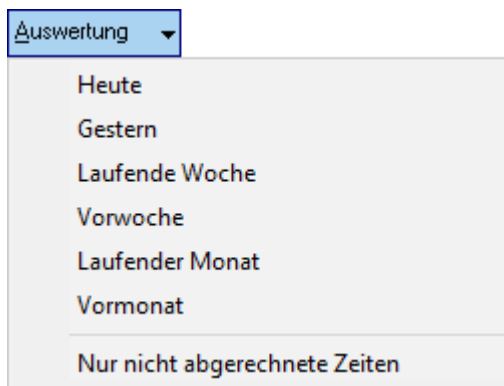 Auswertung
Heute
Gestern
Laufende Woche
Vorwoche
Laufender Monat
Vormonat
Nur nicht abgerechnete Zeiten